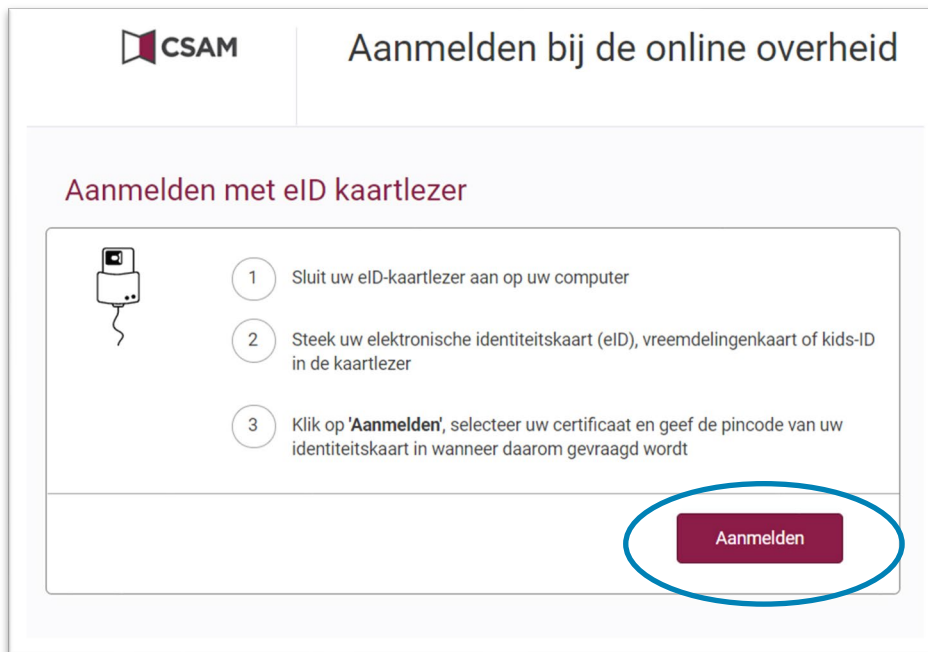 CSAM
Aanmelden bij de online overheid
Aanmelden met eID kaartlezer
1 Sluit uw eID-kaartlezer aan op uw computer
2 Steek uw elektronische identiteitskaart (eID), vreemdelingenkaart of kids-ID
in de kaartlezer
3 Klik op 'Aanmelden', selecteer uw certificaat en geef de pincode van uw
identiteitskaart in wanneer daarom gevraagd wordt
Aanmelden